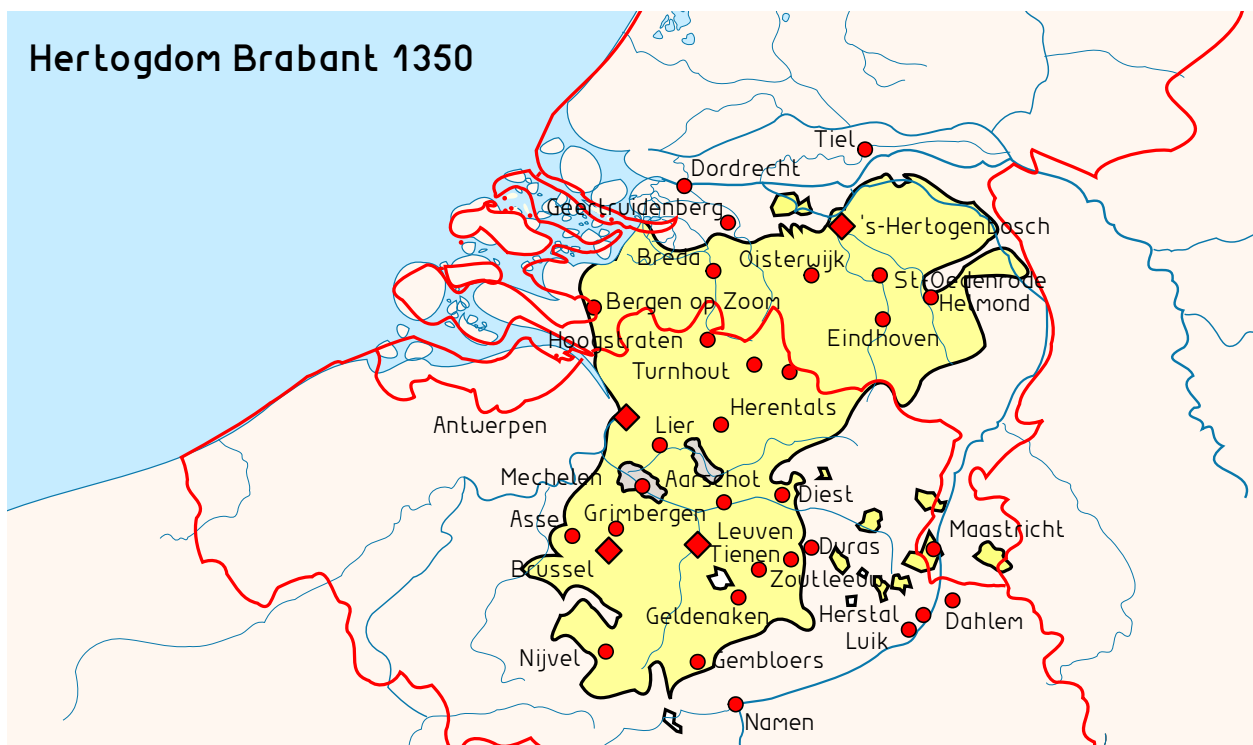 Hertogdom Brabant 1350
Tiel
Dordrecht
Geertruidenberg
's-Hertogenbosch
Breda
Oisterwijk
St-Oedenrode
Bergen op Zoom
Helmond
Hoogstraten
Eindhoven
Turnhout
Herentals
Antwerpen
Lier
Mechelen
Aarschot
Diest
Asse
Grimbergen
Leuven
Maastricht
Tienen
Duras
Brussel
Zoutleeuw
Geldenaken
Herstal
Dahlem
Luik
Nijvel
Gembloers
Namen